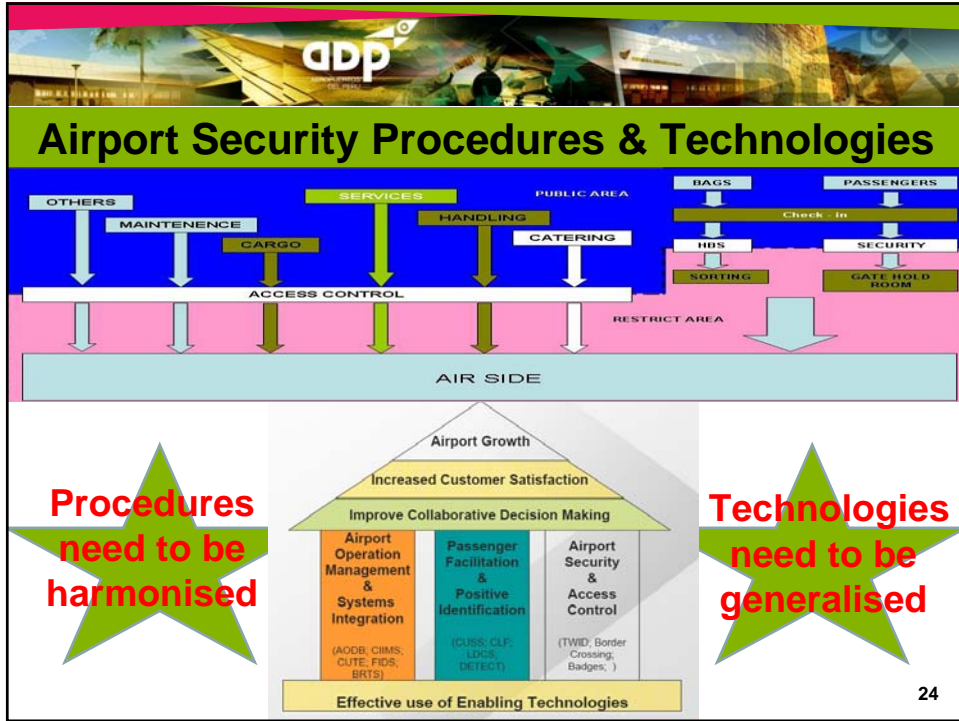 adp
AEROPUERTOS
DEL PERU
Airport Security Procedures & Technologies
OTHERS
MAINTENENCE
CARGO
SERVICES
HANDLING
CATERING
PUBLIC AREA
BAGS
PASSENGERS
Check - in
HBS
SECURITY
SORTING
GATE HOLD
ROOM
ACCESS CONTROL
RESTRICT AREA
AIR SIDE
Procedures
need to be
harmonised
Airport Growth
Increased Customer Satisfaction
Improve Collaborative Decision Making
Airport
Operation
Management
&
Systems
Integration
(AODB; CIIMS;
CUTE; FIDS;
BRTS)
Passenger
Facilitation
&
Positive
Identification
(CUSS; CLF;
LDCS;
DETECT)
Airport
Security
&
Access
Control
(TWID; Border
Crossing;
Badges; )
Effective use of Enabling Technologies
Technologies
need to be
generalised
24